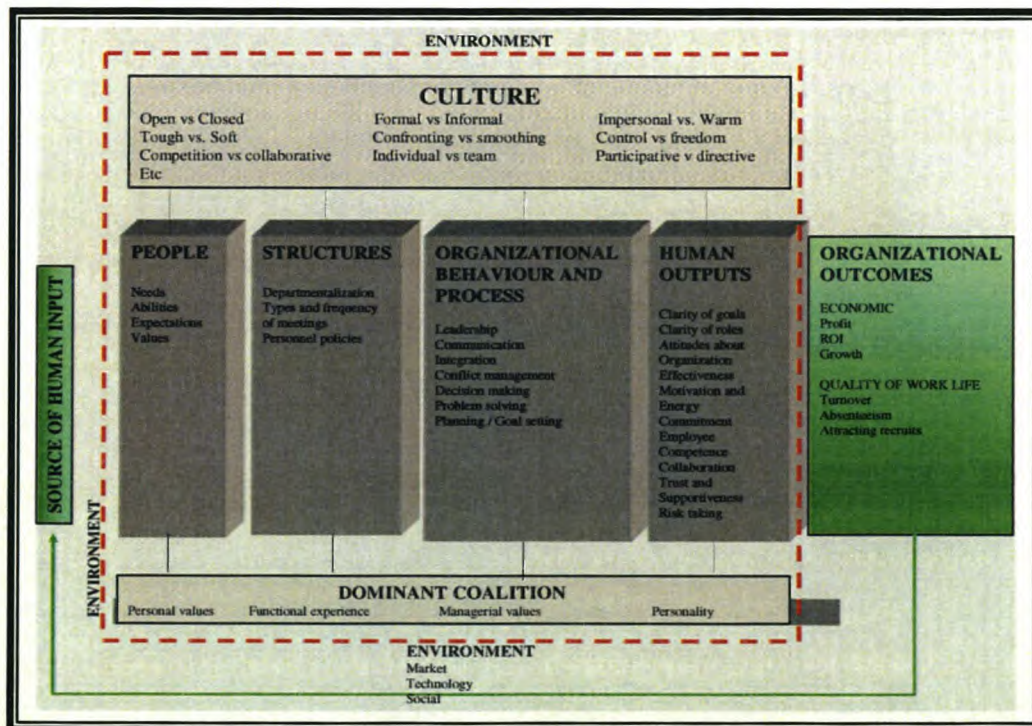 ENVIRONMENT
CULTURE
Open vs Closed
Tough vs. Soft
Competition vs collaborative
Etc
Formal vs Informal
Confronting vs smoothing
Individual vs team
Impersonal vs. Warm
Control vs freedom
Participative v directive
SOURCE OF HUMAN INPUT
ENVIRONMENT
PEOPLE
Needs
Abilities
Expectations
Values
STRUCTURES
Departmentalization
Types and frequency
of meetings
Personnel policies
ORGANIZATIONAL
BEHAVIOUR AND
PROCESS
Leadership
Communication
Integration
Conflict management
Decision making
Problem solving
Planning / Goal setting
HUMAN
OUTPUTS
Clarity of goals
Clarity of roles
Attitudes about
Organization
Effectiveness
Motivation and
Energy
Commitment
Employee
Competence
Collaboration
Trust and
Supportiveness
Risk taking
ORGANIZATIONAL
OUTCOMES
ECONOMIC
Profit
ROI
Growth
QUALITY OF WORK LIFE
Turnover
Absenteeism
Attracting recruits
DOMINANT COALITION
Personal values
Functional experience
Managerial values
Personality
ENVIRONMENT
Market
Technology
Social